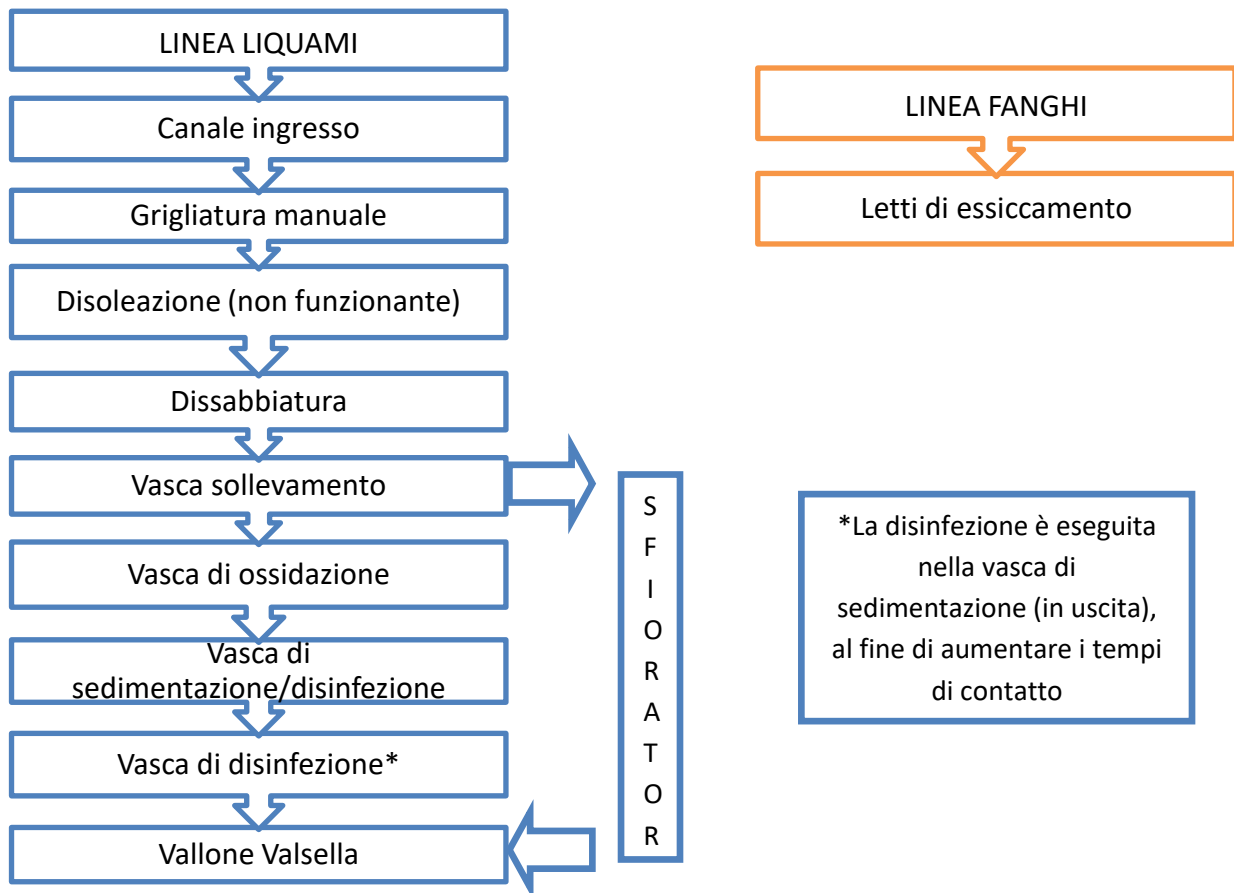 LINEA LIQUAMI
Canale ingresso
Grigliatura manuale
Disoleazione (non funzionante)
Dissabbiatura
Vasca sollevamento
Vasca di ossidazione
Vasca di
sedimentazione/disinfezione
Vasca di disinfezione*
Vallone Valsella
S
F
I
O
R
A
T
O
R
LINEA FANGHI
Letti di essiccamento
*La disinfezione è eseguita
nella vasca di
sedimentazione (in uscita),
al fine di aumentare i tempi
di contatto